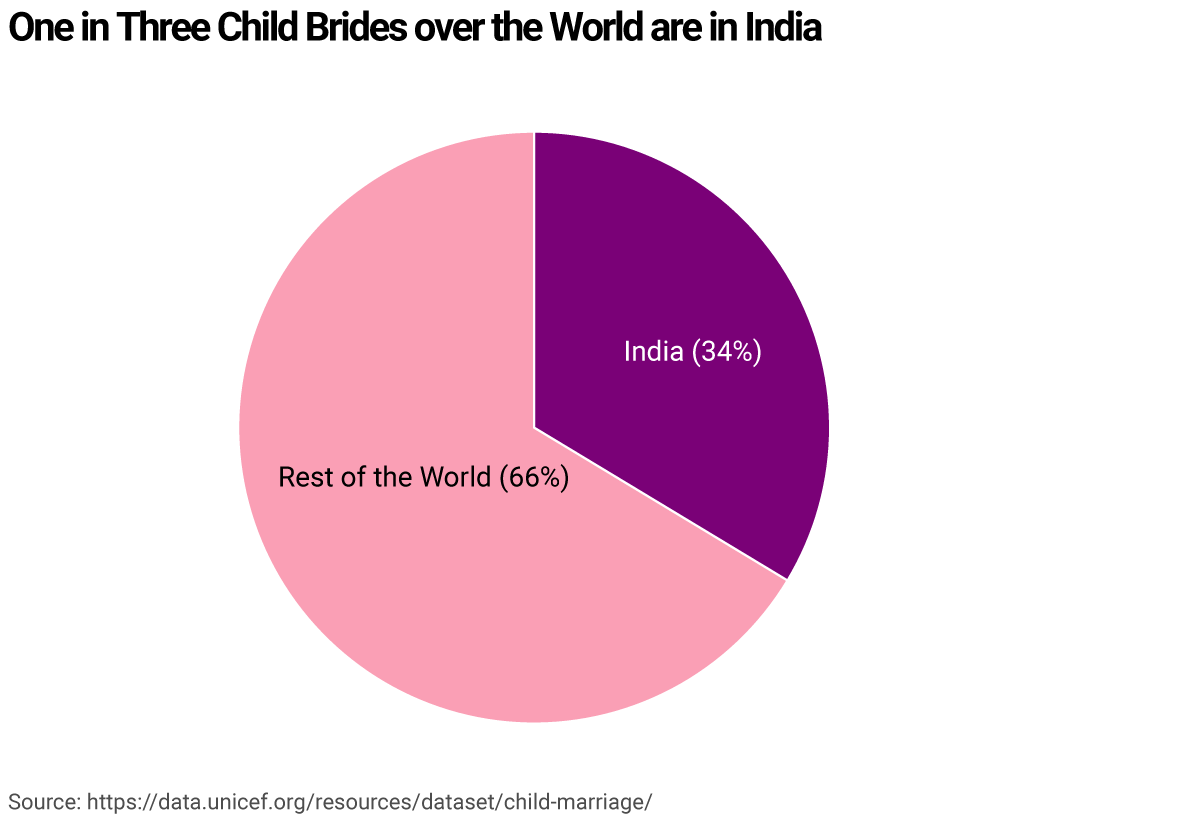 One in Three Child Brides over the World are in India
India (34%)
Rest of the World (66%)
Source: https://data.unicef.org/resources/dataset/child-marriage/